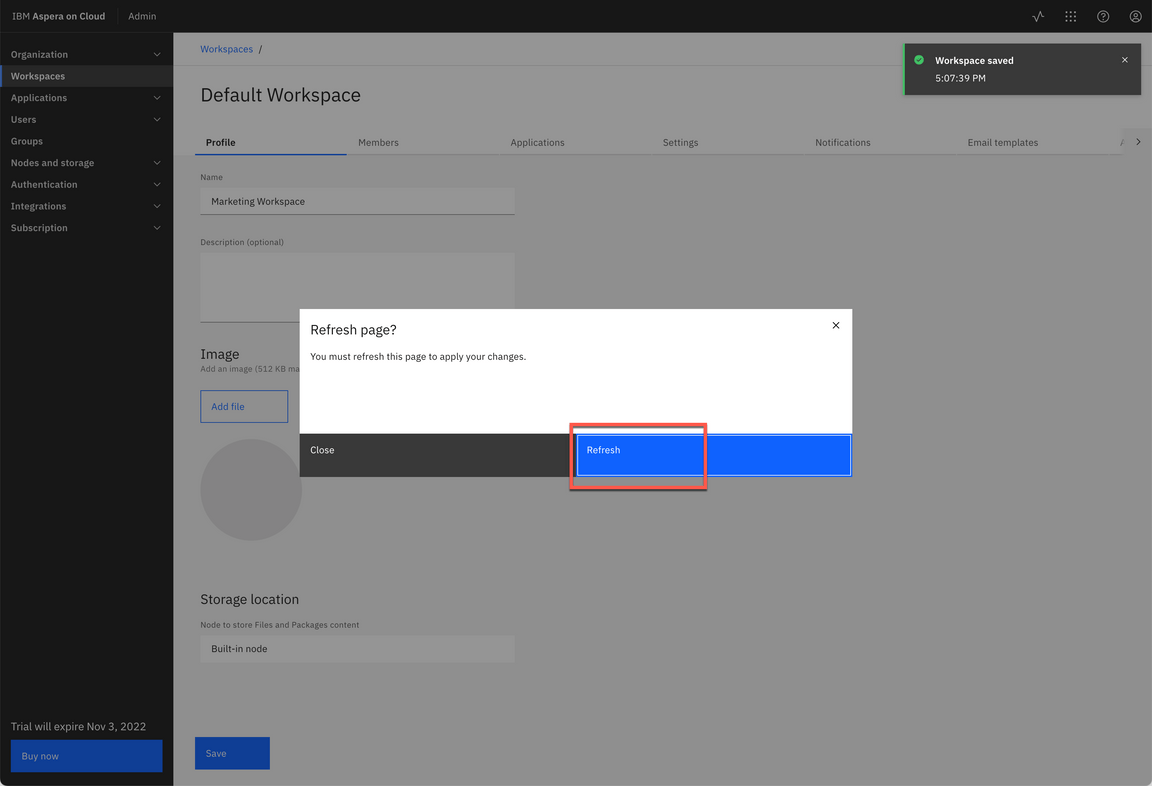 IBM Aspera on Cloud
Admin
Organization
Workspaces
Applications
Users
Groups
Nodes and storage
Authentication
Integrations
Subscription
Trial will expire Nov 3, 2022
Buy now
Workspaces /
Workspace saved
5:07:39 PM
Default Workspace
Profile Members Applications Settings Notifications Email templates
Name
Marketing Workspace
Description (optional)
Image
Add an image (512 KB ma
Add file
Refresh page?
You must refresh this page to apply your changes.
Close
Refresh
Storage location
Node to store Files and Packages content
Built-in node
Save